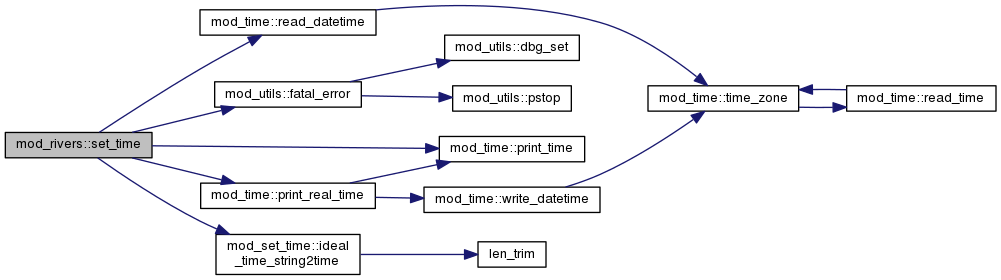 mod_time::read_datetime
mod_utils::dbg_set
mod_utils::fatal_error
mod_utils::pstop
mod_time::time_zone
mod_time::read_time
mod_rivers::set_time
mod_time::print_time
mod_time::print_real_time
mod_time::write_datetime
mod_set_time::ideal
_time_string2time
len_trim